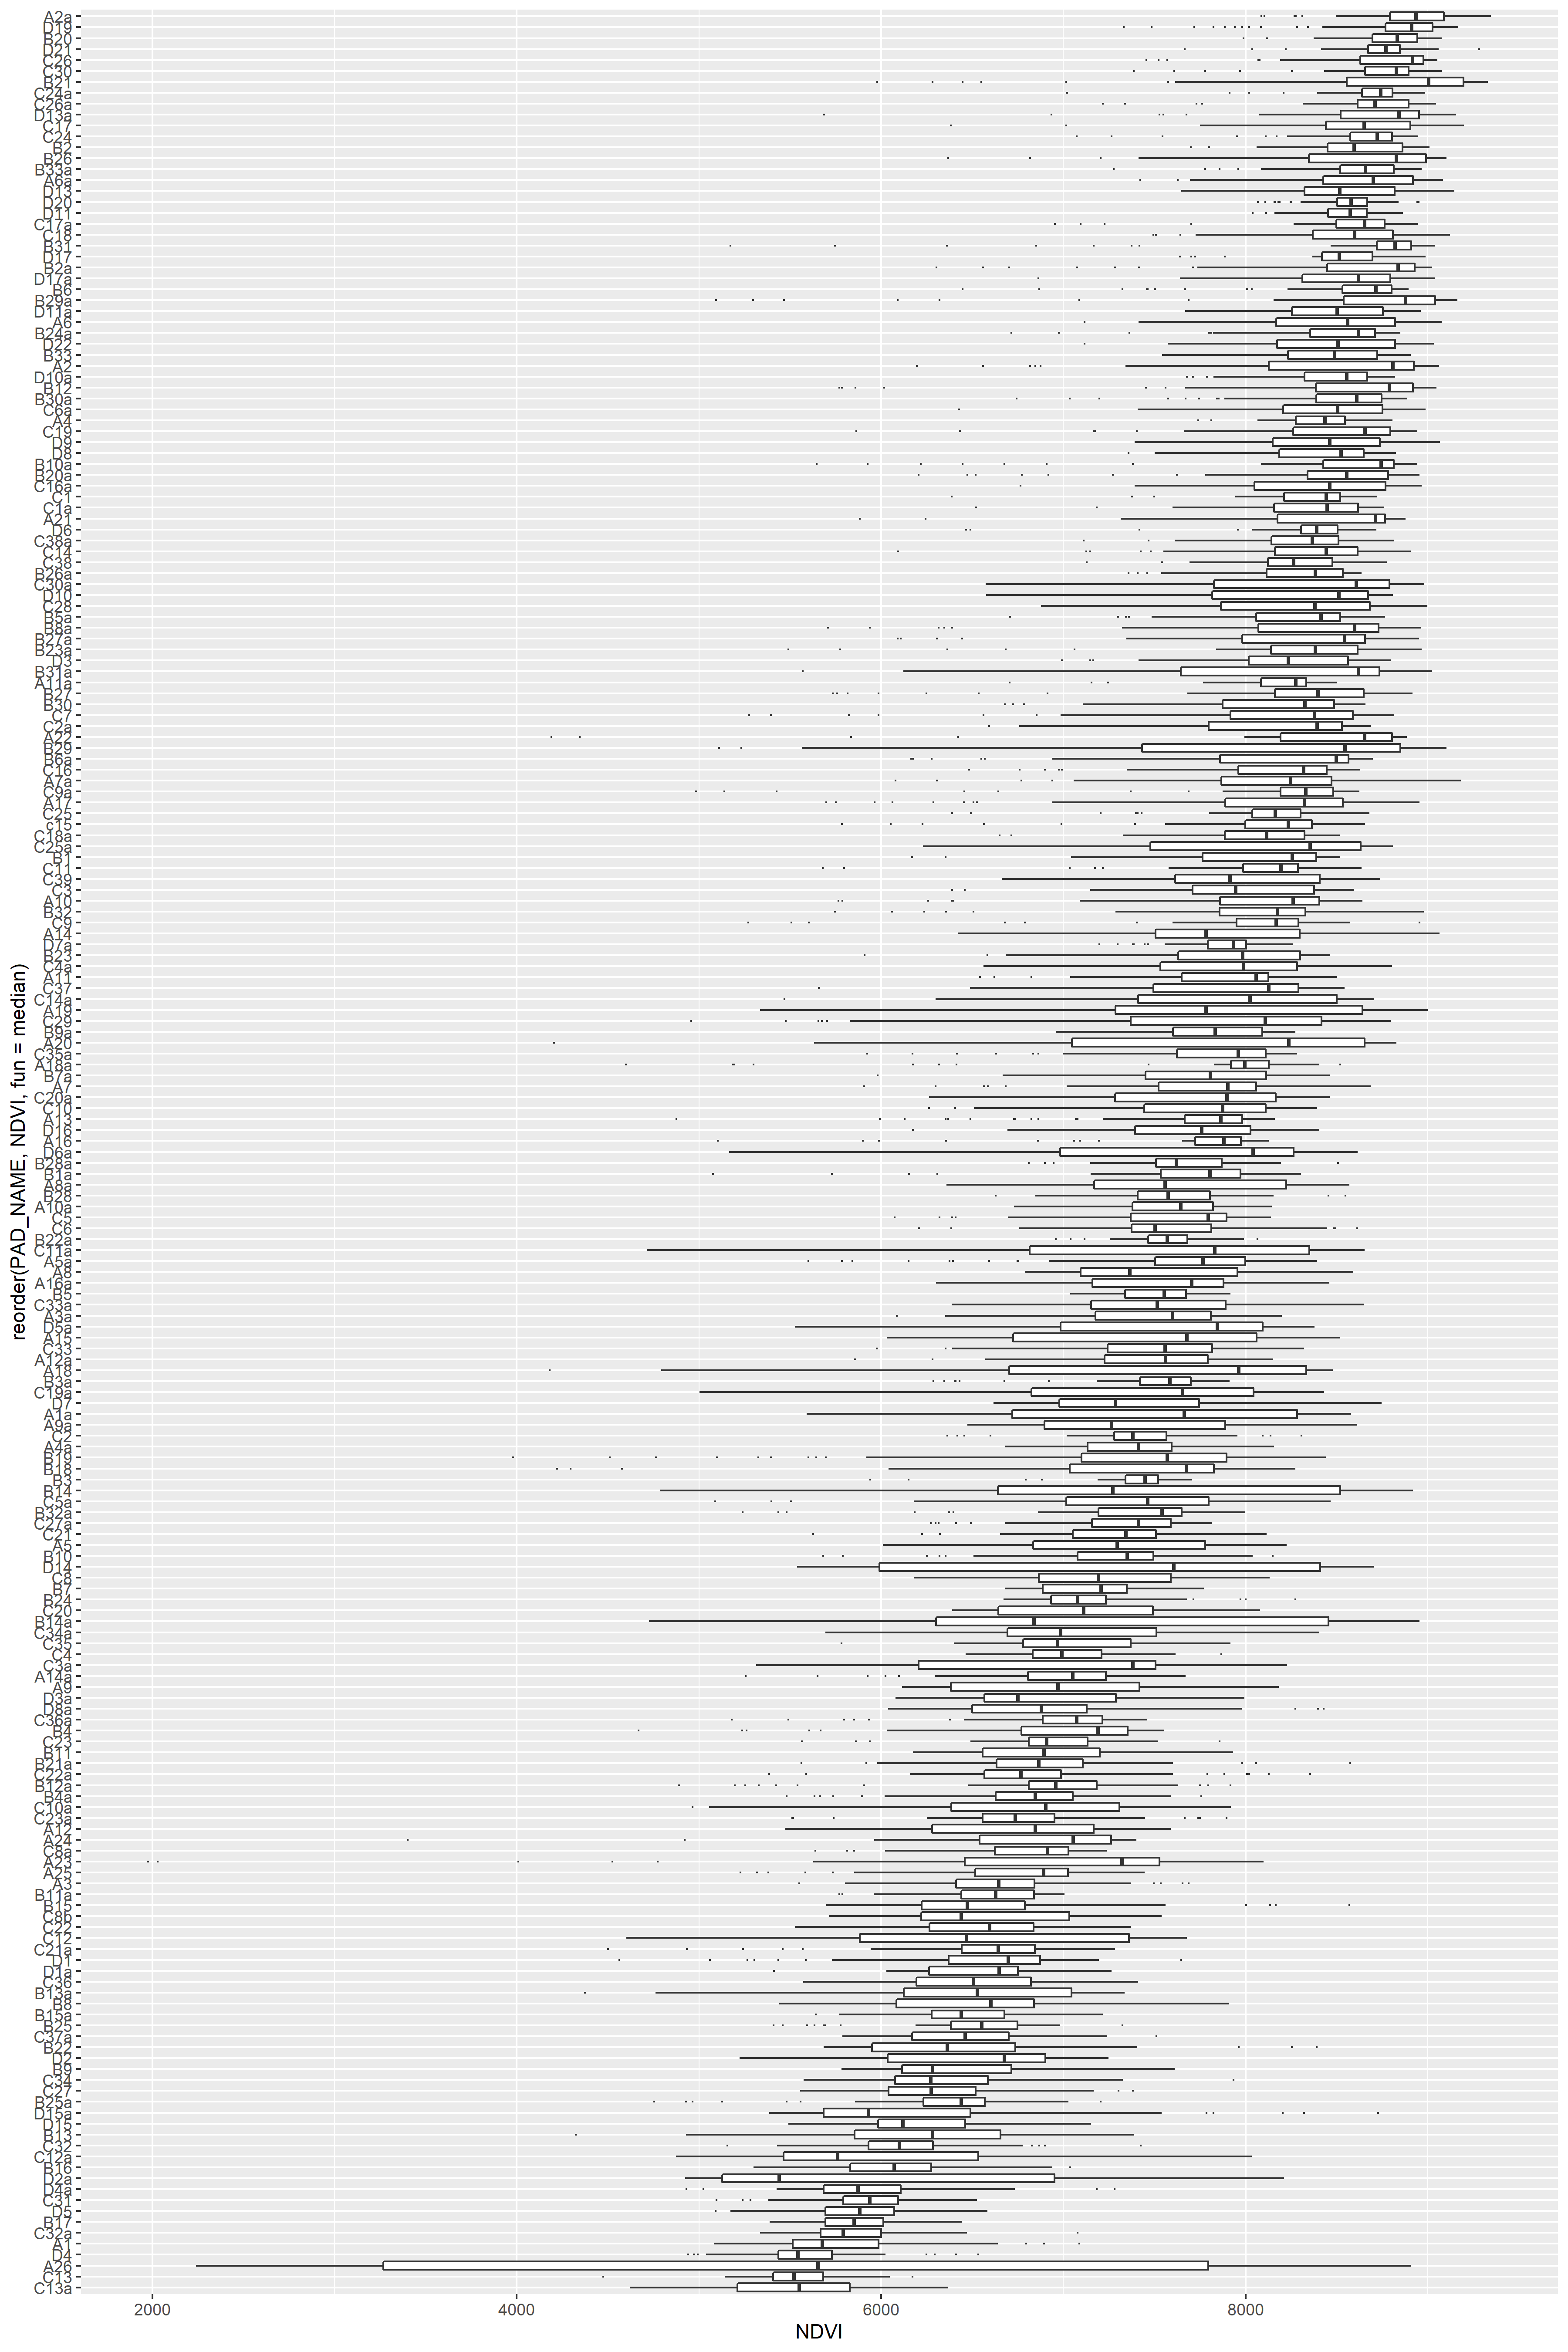 A2a
D19
B20
D21
C26
C30
B21
C24a
C26a
D13a
C17
C24
B2
B26
B33a
A6a
D13
D20
D11
C17a
C18
B31
D17
B2a
D17a
B6
B29a
D11a
A6
B24a
D22
B33
A2
D10a
B12
B30a
C6a
A4
C19
D9
D8
B10a
B20a
C16a
C1
C1a
A21
D6
C38a
C14
C38
B26a
C30a
D10
C28
B5a
B8a
B27a
B23a
D3
B31a
A11a
B27
B30
C7
C2a
A22
B29
B6a
C16
A7a
C9a
A17
C25
c15
C18a
C25a
B1
C11
C39
C3
A10
B32
C9
A14
D7a
B23
C4a
A11
C37
C14a
A19
C29
B9a
A20
C35a
A18a
B7a
A7
C20a
C10
A13
D16
A16
D6a
B28a
B1a
A8a
B28
A10a
C5
C6
B22a
C11a
A5a
A8
A16a
B5
C33a
A3a
D5a
A15
C33
A12a
A18
B3a
C19a
D7
A1a
A9a
C2
A4a
B19
B18
B3
B14
C5a
B32a
C27a
C21
A5
B10
D14
C8
B7
B24
C20
B14a
C34a
C35
C4
C3a
A14a
A9
D3a
D8a
C36a
B4
C23
B11
B21a
C22a
B12a
B4a
C10a
C23a
A12
A24
C8a
A23
A25
A3
B11a
B15
C8b
C22
C12
C21a
D1
D1a
C36
B13a
B8
B15a
B25
C37a
B22
D2
B9
C34
C27
B25a
D15a
D15
B13
C32
C12a
B16
D2a
D4a
C31
D5
B17
C32a
A1
D4
A26
C13
C13a
reorder(PAD_NAME, NDVI, fun = median)
2000 4000 6000 8000
NDVI